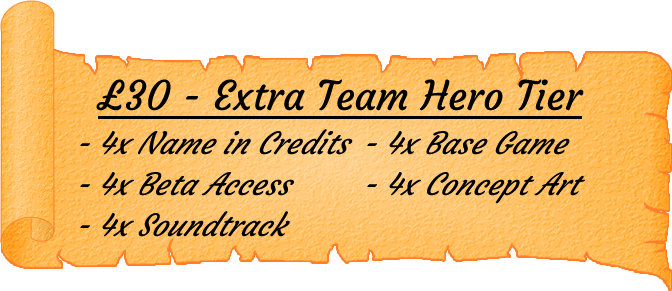 £30 - Extra Team Hero Tier
- 4x Name in Credits - 4x Base Game
- 4x Beta Access - 4x Concept Art
- 4x Soundtrack